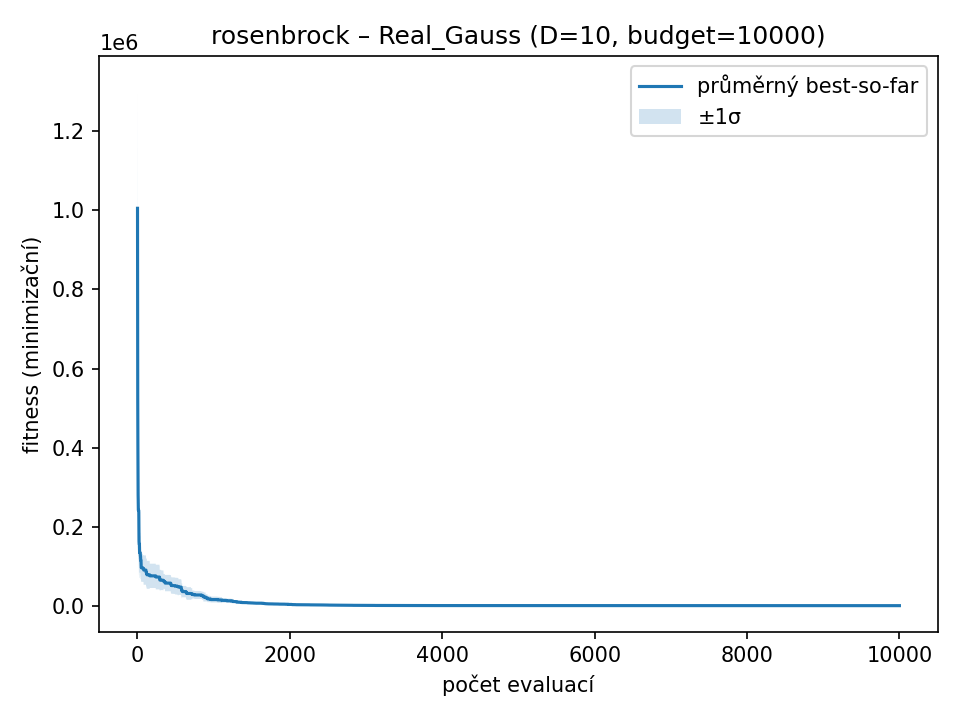 rosenbrock – Real_Gauss (D=10, budget=10000)
1e6
průměrný best-so-far
±1σ
1.2
1.0
0.8
0.6
0.4
0.2
0.0
fitness (minimizační)
0 2000 4000 6000 8000 10000
počet evaluací